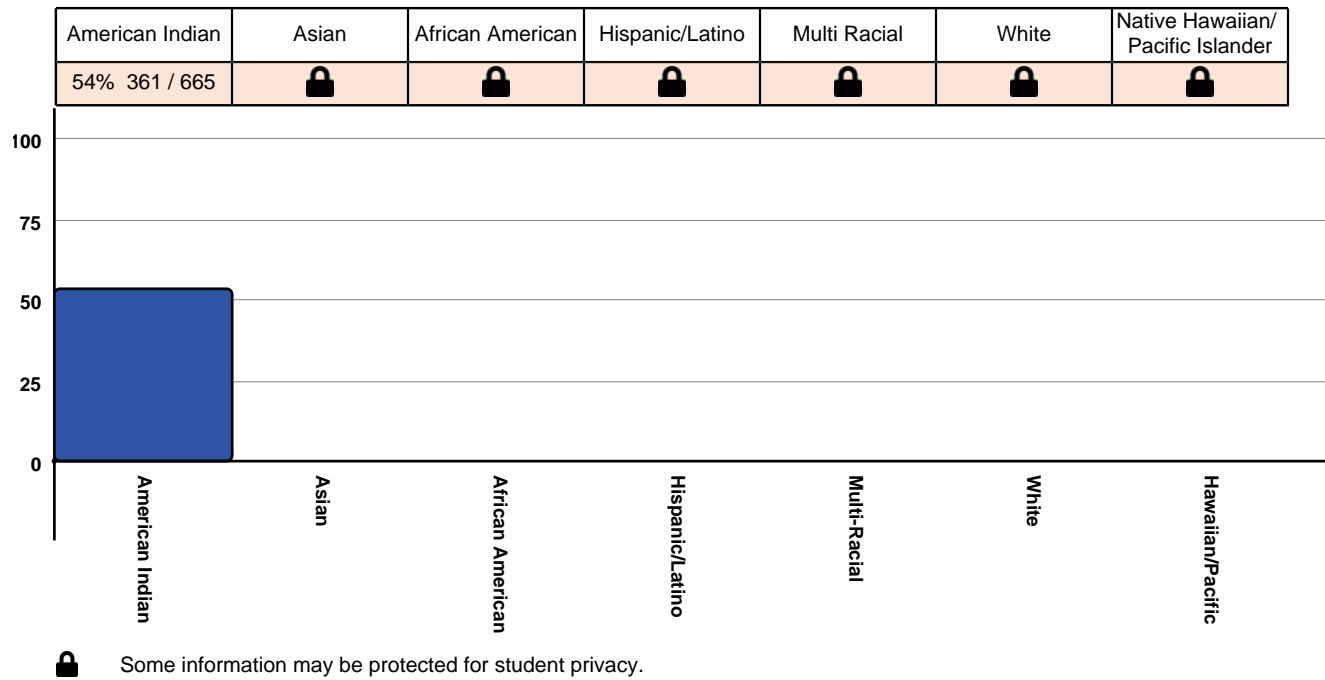 American Indian Asian African American Hispanic/Latino Multi Racial White Native Hawaiian/
Pacific Islander
54% 361 / 665
100
75
50
25
0
American Indian
Asian
African American
Hispanic/Latino
Multi-Racial
White
Hawaiian/Pacific
Some information may be protected for student privacy.